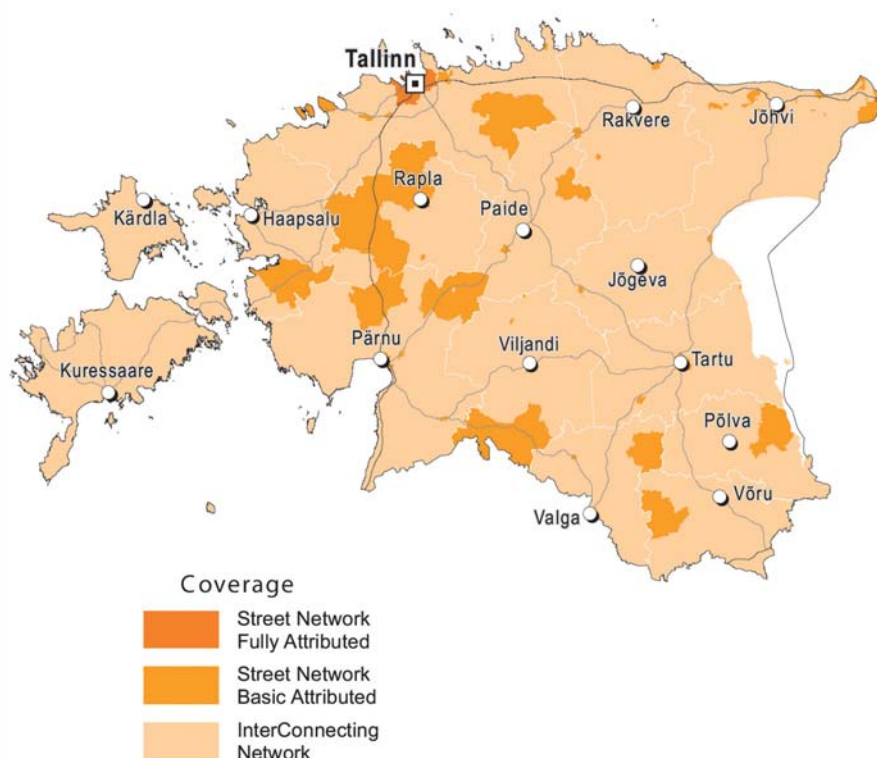 Tallinn
Rakvere
Jõhvi
Kärdla
Haapsalu
Rapla
Paide
Jõgeva
Kuressaare
Pärnu
Viljandi
Tartu
Põlva
Valga
Võru
Coverage
Street Network
Fully Attributed
Street Network
Basic Attributed
InterConnecting
Network